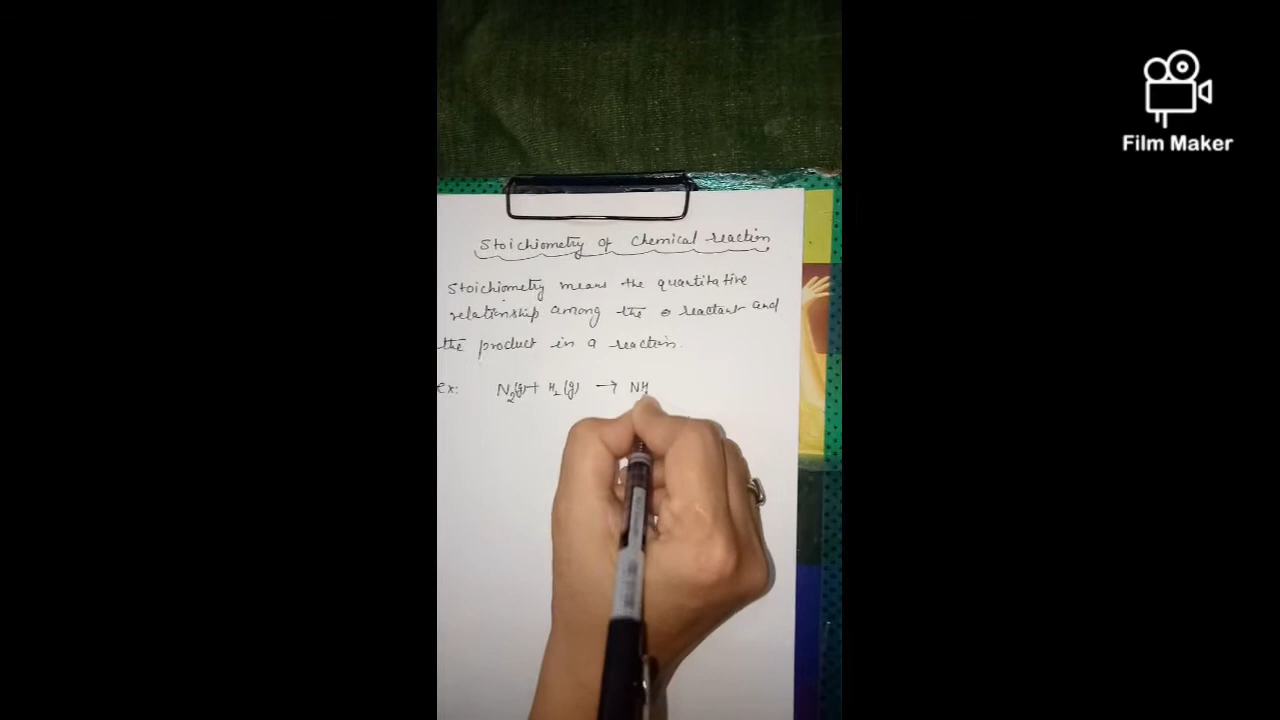 Stoichiometry of Chemical reaction
Stoichiometry means the quantitative
relationship among the reactant and
the product in a reaction.
ex: N₂(g) + H₂(g) → NH
Film Maker